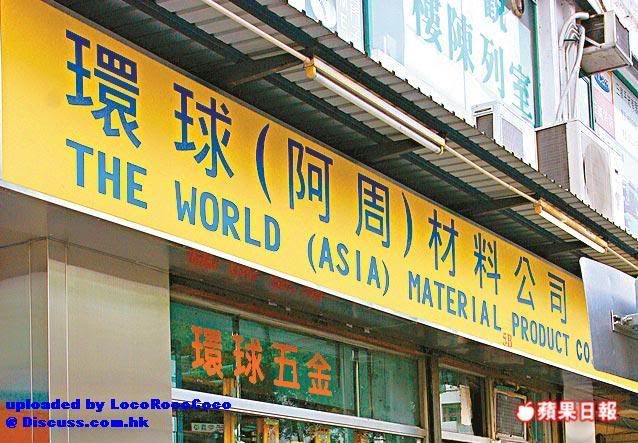 樓陳列室
環球(阿周)材料公司
THE WORLD (ASIA) MATERIAL PRODUCT CO
5B
環球五金
uploaded by LocoRocoCoco
@ Discuss.com.hk
蘋果日報